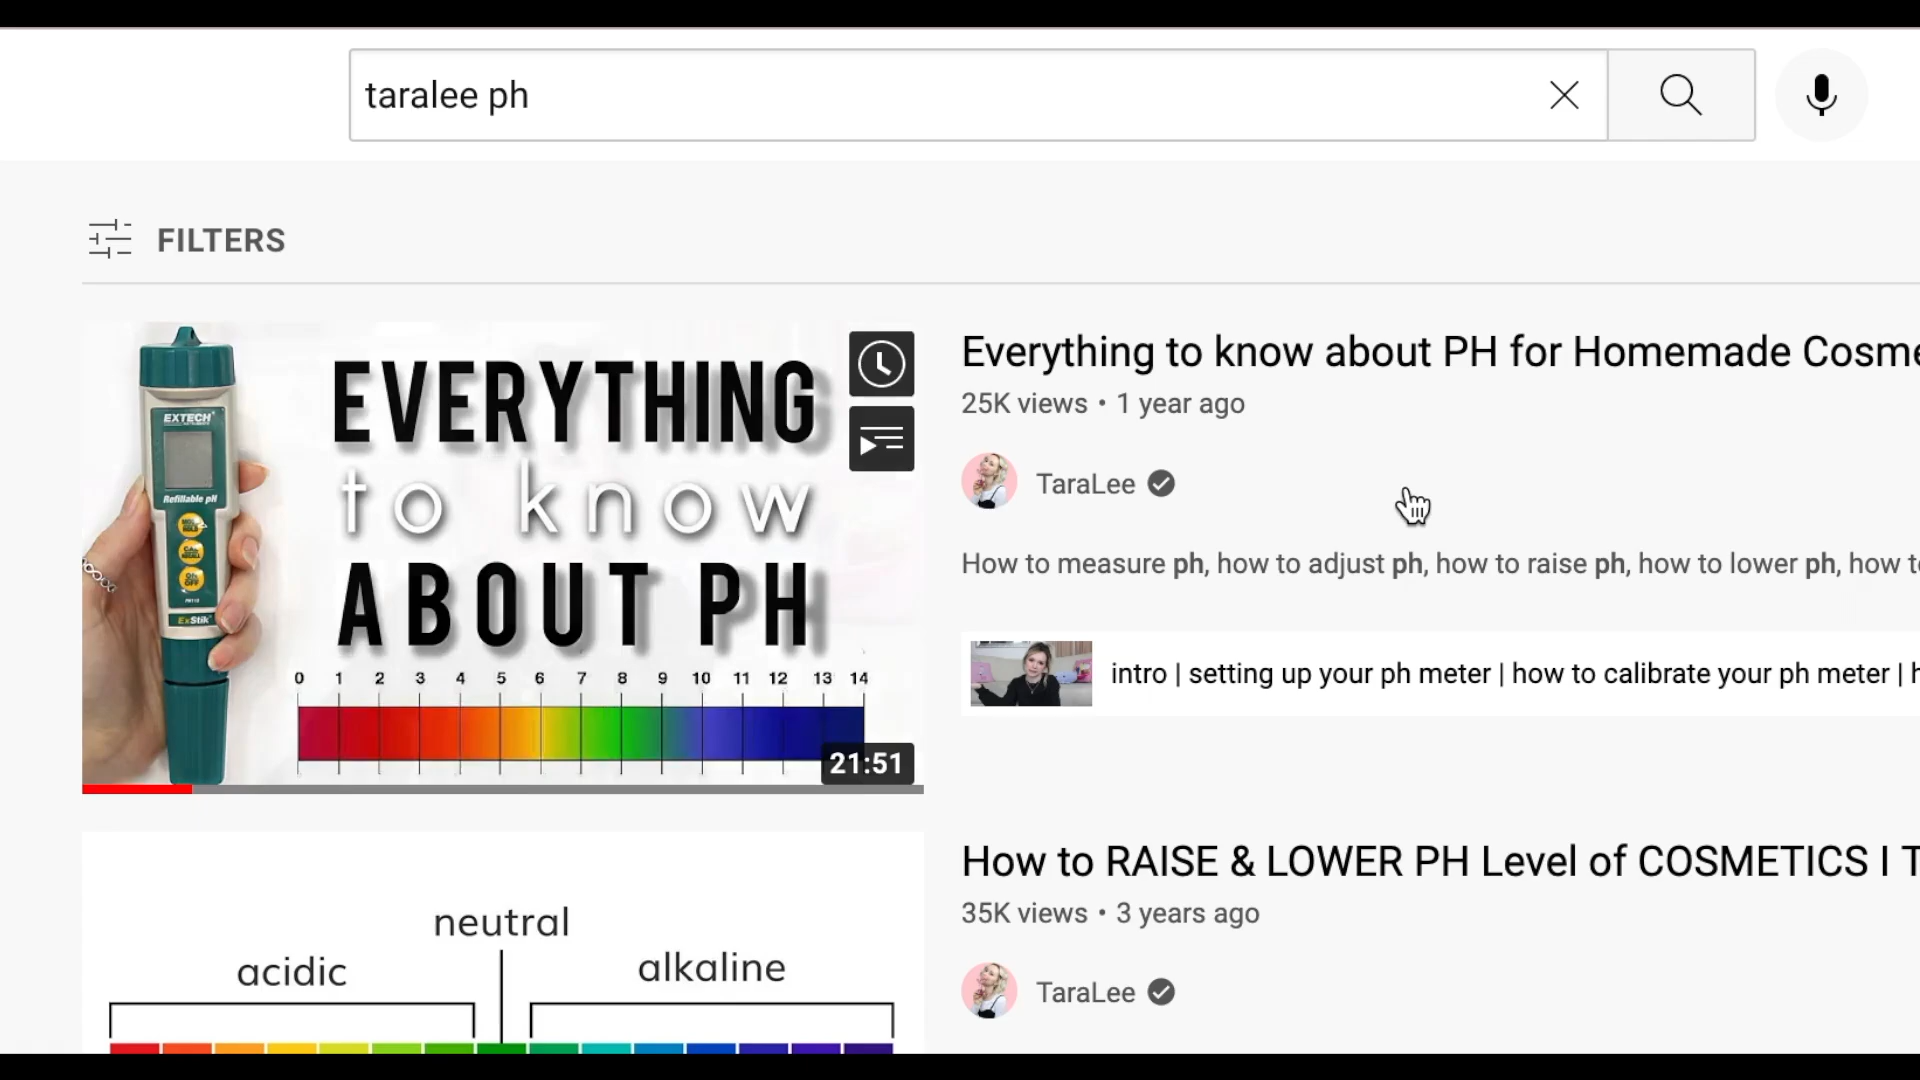 taralee ph
FILTERS
EVERYTHING
to know
ABOUT PH
EXTECH
Refillable pH
ExStik
0 1 2 3 4 5 6 7 8 9 10 11 12 13 14
21:51
Everything to know about PH for Homemade Cosme
25K views • 1 year ago
TaraLee
How to measure ph, how to adjust ph, how to raise ph, how to lower ph, how t
intro | setting up your ph meter | how to calibrate your ph meter | h
neutral
acidic
alkaline
How to RAISE & LOWER PH Level of COSMETICS I T
35K views • 3 years ago
TaraLee